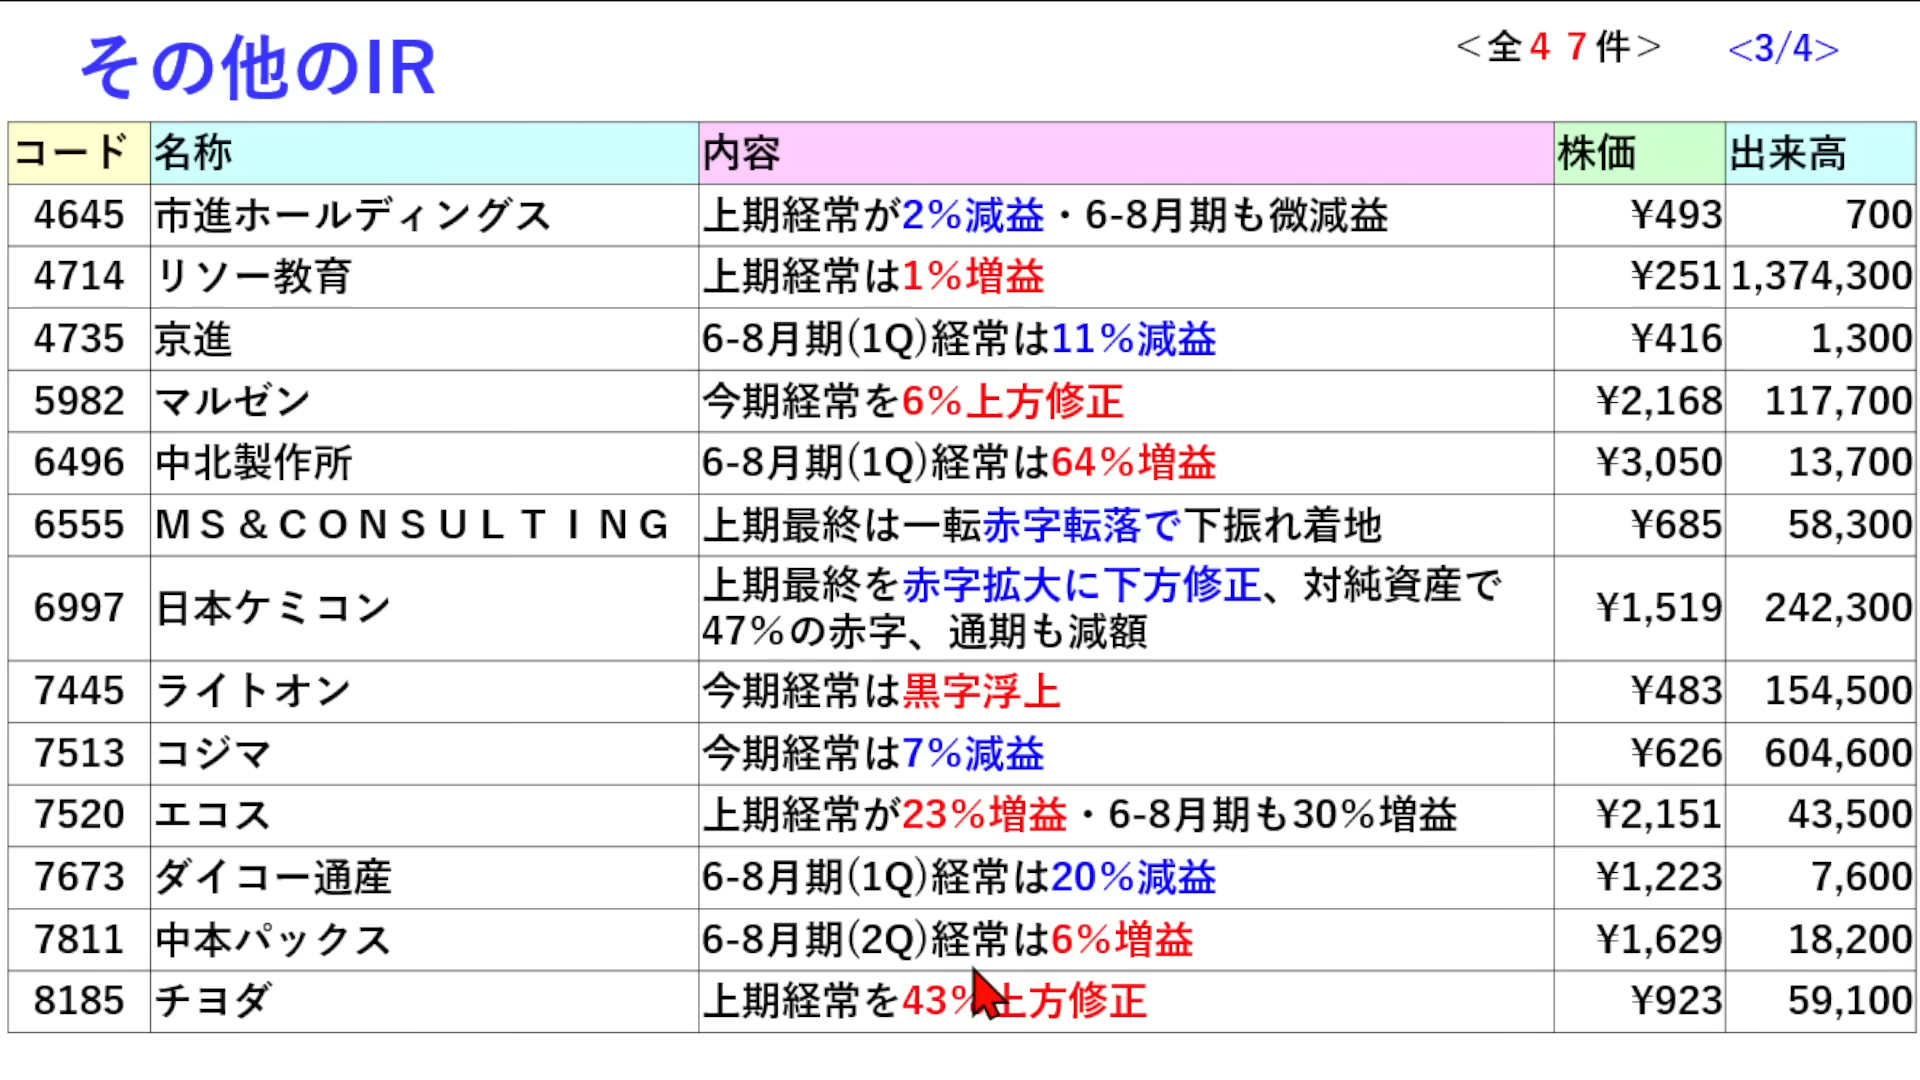 その他のIR
＜全４７件＞ <3/4>
コード 名称 内容 株価 出来高
4645 市進ホールディングス 上期経常が2%減益・6-8月期も微減益 ¥493 700
4714 リソー教育 上期経常は1%増益 ¥251 1,374,300
4735 京進 6-8月期(1Q)経常は11%減益 ¥416 1,300
5982 マルゼン 今期経常を6%上方修正 ¥2,168 117,700
6496 中北製作所 6-8月期(1Q)経常は64%増益 ¥3,050 13,700
6555 ＭＳ＆ＣＯＮＳＵＬＴＩＮＧ 上期最終は一転赤字転落で下振れ着地 ¥685 58,300
6997 日本ケミコン 上期最終を赤字拡大に下方修正、対純資産で
47%の赤字、通期も減額 ¥1,519 242,300
7445 ライトオン 今期経常は黒字浮上 ¥483 154,500
7513 コジマ 今期経常は7%減益 ¥626 604,600
7520 エコス 上期経常が23%増益・6-8月期も30%増益 ¥2,151 43,500
7673 ダイコー通産 6-8月期(1Q)経常は20%減益 ¥1,223 7,600
7811 中本パックス 6-8月期(2Q)経常は6%増益 ¥1,629 18,200
8185 チヨダ 上期経常を43%上方修正 ¥923 59,100